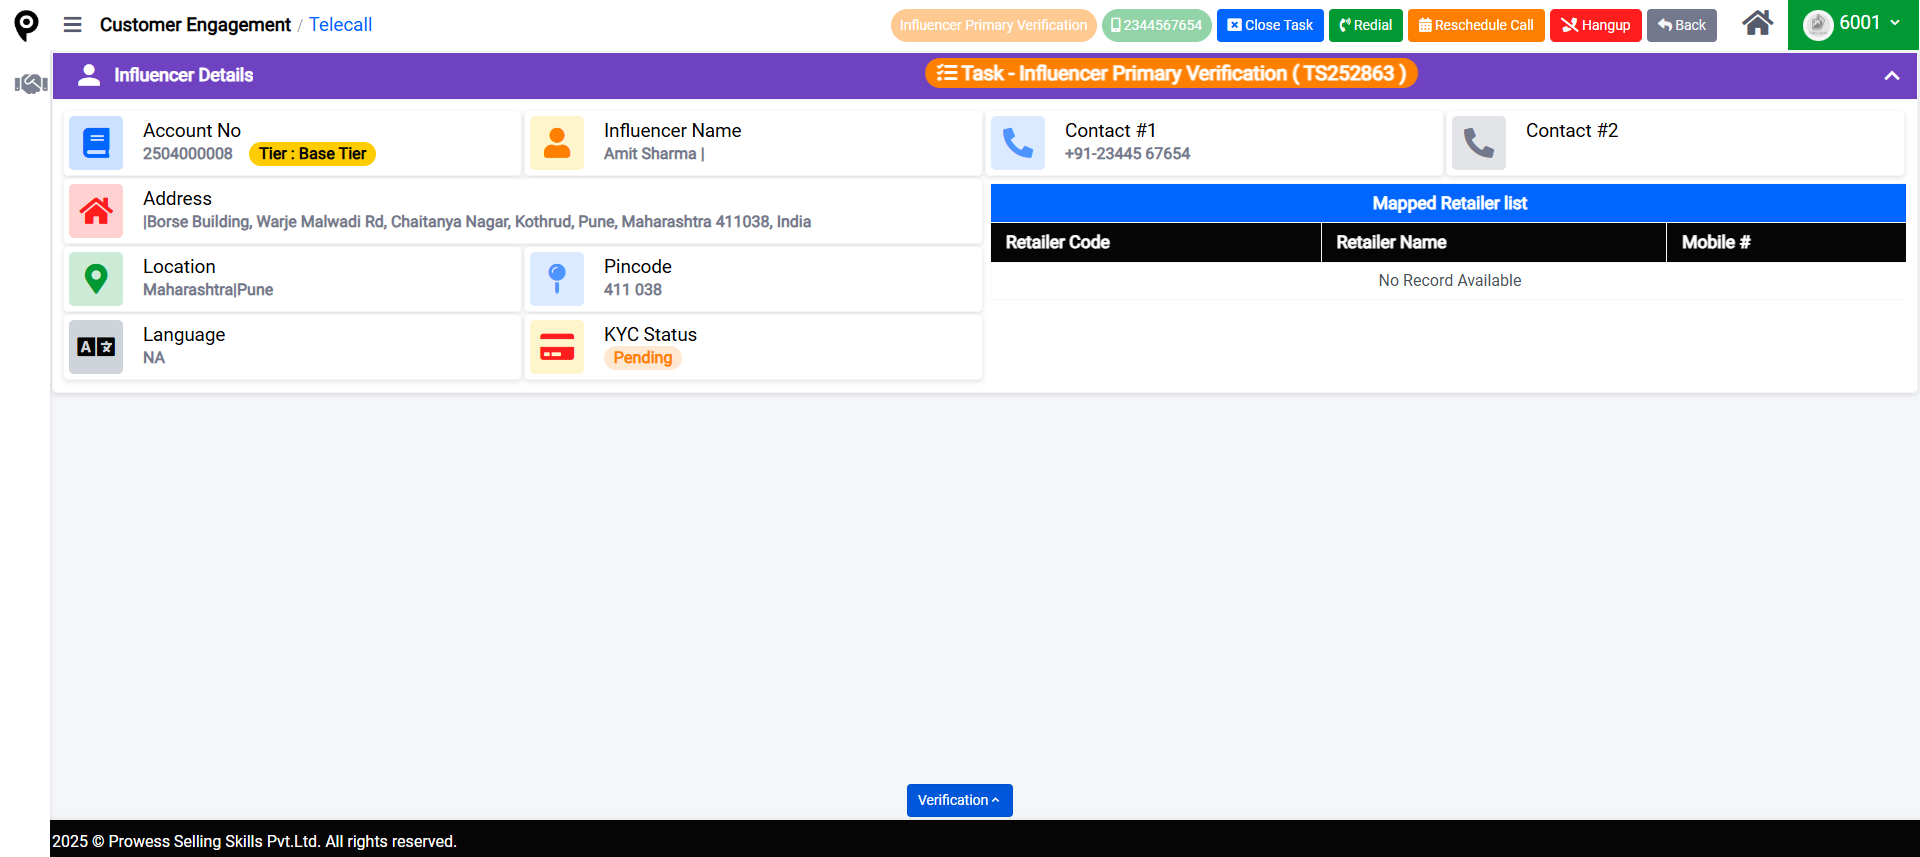 Customer Engagement / Telecall
Influencer Primary Verification
2344567654
Close Task
Redial
Reschedule Call
Hangup
Back
6001
Influencer Details
Task - Influencer Primary Verification ( TS252863 )
Account No
2504000008 Tier : Base Tier
Influencer Name
Amit Sharma |
Contact #1
+91-23445 67654
Contact #2
Address
|Borse Building, Warje Malwadi Rd, Chaitanya Nagar, Kothrud, Pune, Maharashtra 411038, India
Mapped Retailer list
Retailer Code Retailer Name Mobile #
No Record Available
Location
Maharashtra|Pune
Pincode
411 038
Language
NA
KYC Status
Pending
Verification
2025 © Prowess Selling Skills Pvt.Ltd. All rights reserved.